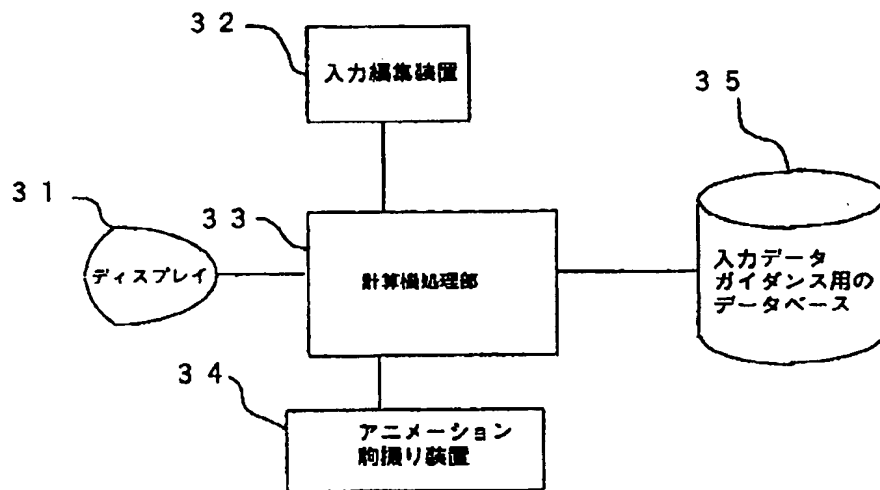 ３２
入力編集装置
３５
３１
３３
ディスプレイ
計算機処理部
入力データ
ガイダンス用の
データベース
３４
アニメーション
駒撮り装置